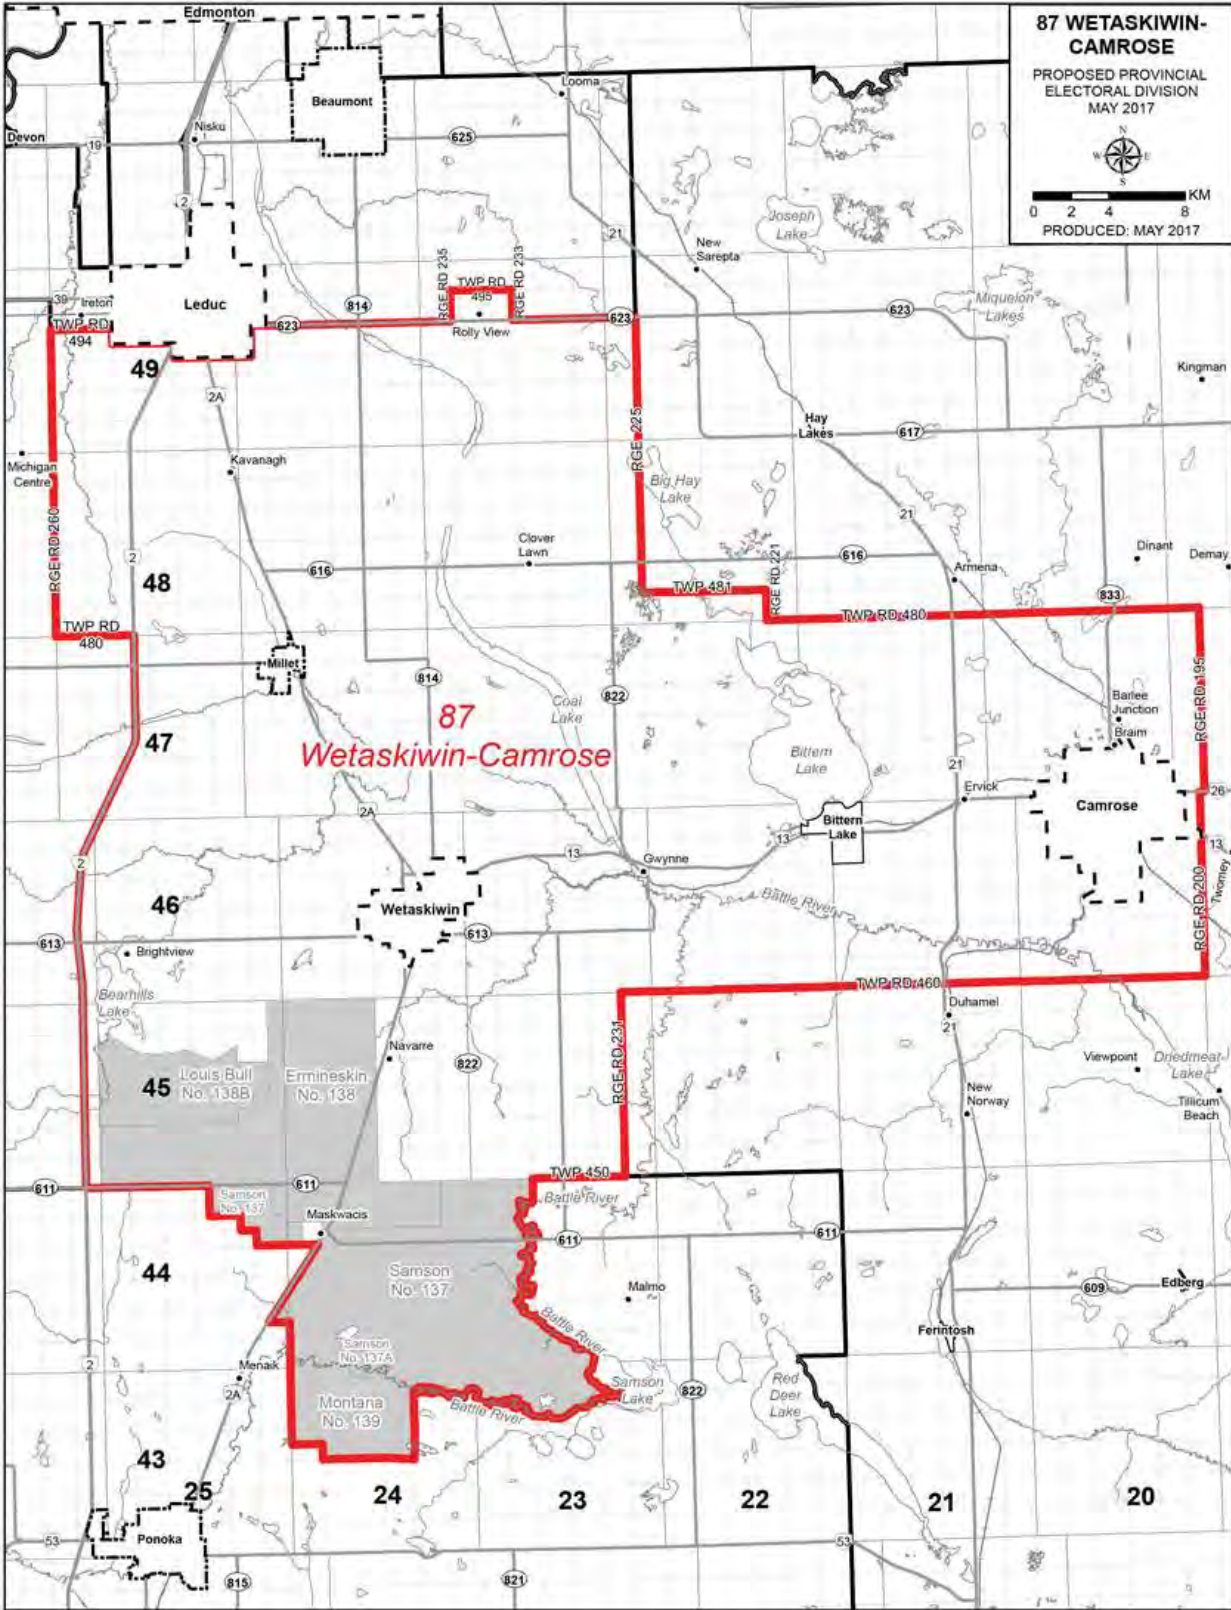 Edmonton
87 WETASKIWIN-
CAMROSE
PROPOSED PROVINCIAL
ELECTORAL DIVISION
MAY 2017
N
W E
S
KM
0 2 4 8
PRODUCED: MAY 2017
Looma
Beaumont
Nisku
Devon
19
625
2
Joseph
Lake
21
New
Sarepta
RGE RD 235
TWP RD
495
RGE RD 233
39
Ireton
Leduc
814
Miquelon
Lakes
TWP RD
494
623
Rolly View
623
623
49
2A
Kingman
RGE 225
Hay
Lakes
617
Michigan
Centre
Kavanagh
Big Hay
Lake
21
RGE RD 260
2
Clover
Lawn
616
616
Dinant
Demay
48
RGE RD 221
Armena
TWP 481
833
TWP RD 480
TWP RD
480
Millet
814
822
RGE RD 195
87
Wetaskiwin-Camrose
Coal
Lake
Barlee
Junction
Braim
47
Bittern
Lake
21
Ervick
26
2A
Camrose
Bittern
Lake
13
13
13
2
Gwynne
Twomey
46
Wetaskiwin
Battle River
RGE RD 200
613
613
Brightview
Bearhills
Lake
TWP RD 460
Duhamel
21
RGE RD 231
Navarre
822
Viewpoint
Driedmeat
Lake
45
Louis Bull
No. 138B
Ermineskin
No. 138
New
Norway
Tillicum
Beach
TWP 450
611
611
Samson
No. 137
Battle River
Maskwacis
611
611
44
Samson
No. 137
Malmo
609
Edberg
Battle River
Ferintosh
Samson
No. 137A
2
Menaik
Samson
Lake
822
Red
Deer
Lake
2A
Montana
No. 139
Battle River
43
25
24
23
22
21
20
53
Ponoka
53
815
821